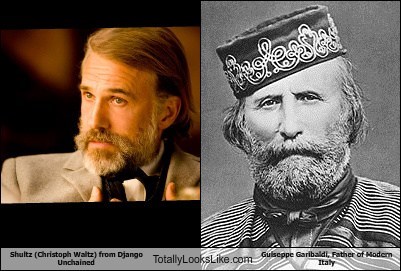 Shultz (Christoph Waltz) from Django
Unchained
TotallyLooksLike.com
Guiseppe Garibaldi, Father of Modern
Italy